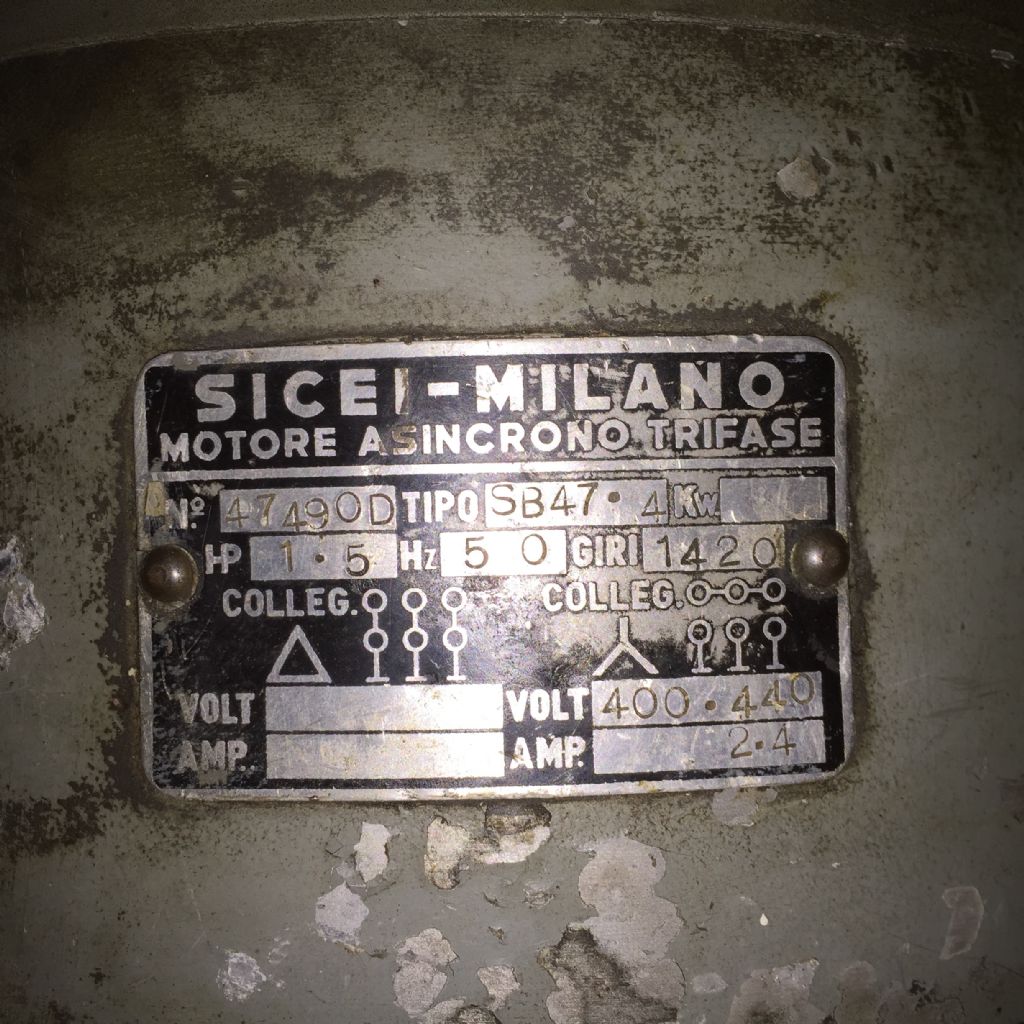 SICEI-MILANO
MOTORE ASINCRONO TRIFASE
Nº 47490D TIPO SB47·4 Kw
HP 1·5 Hz 50 GIRI 1420
COLLEG. COLLEG.
VOLT VOLT 400·440
AMP. AMP. 2·4